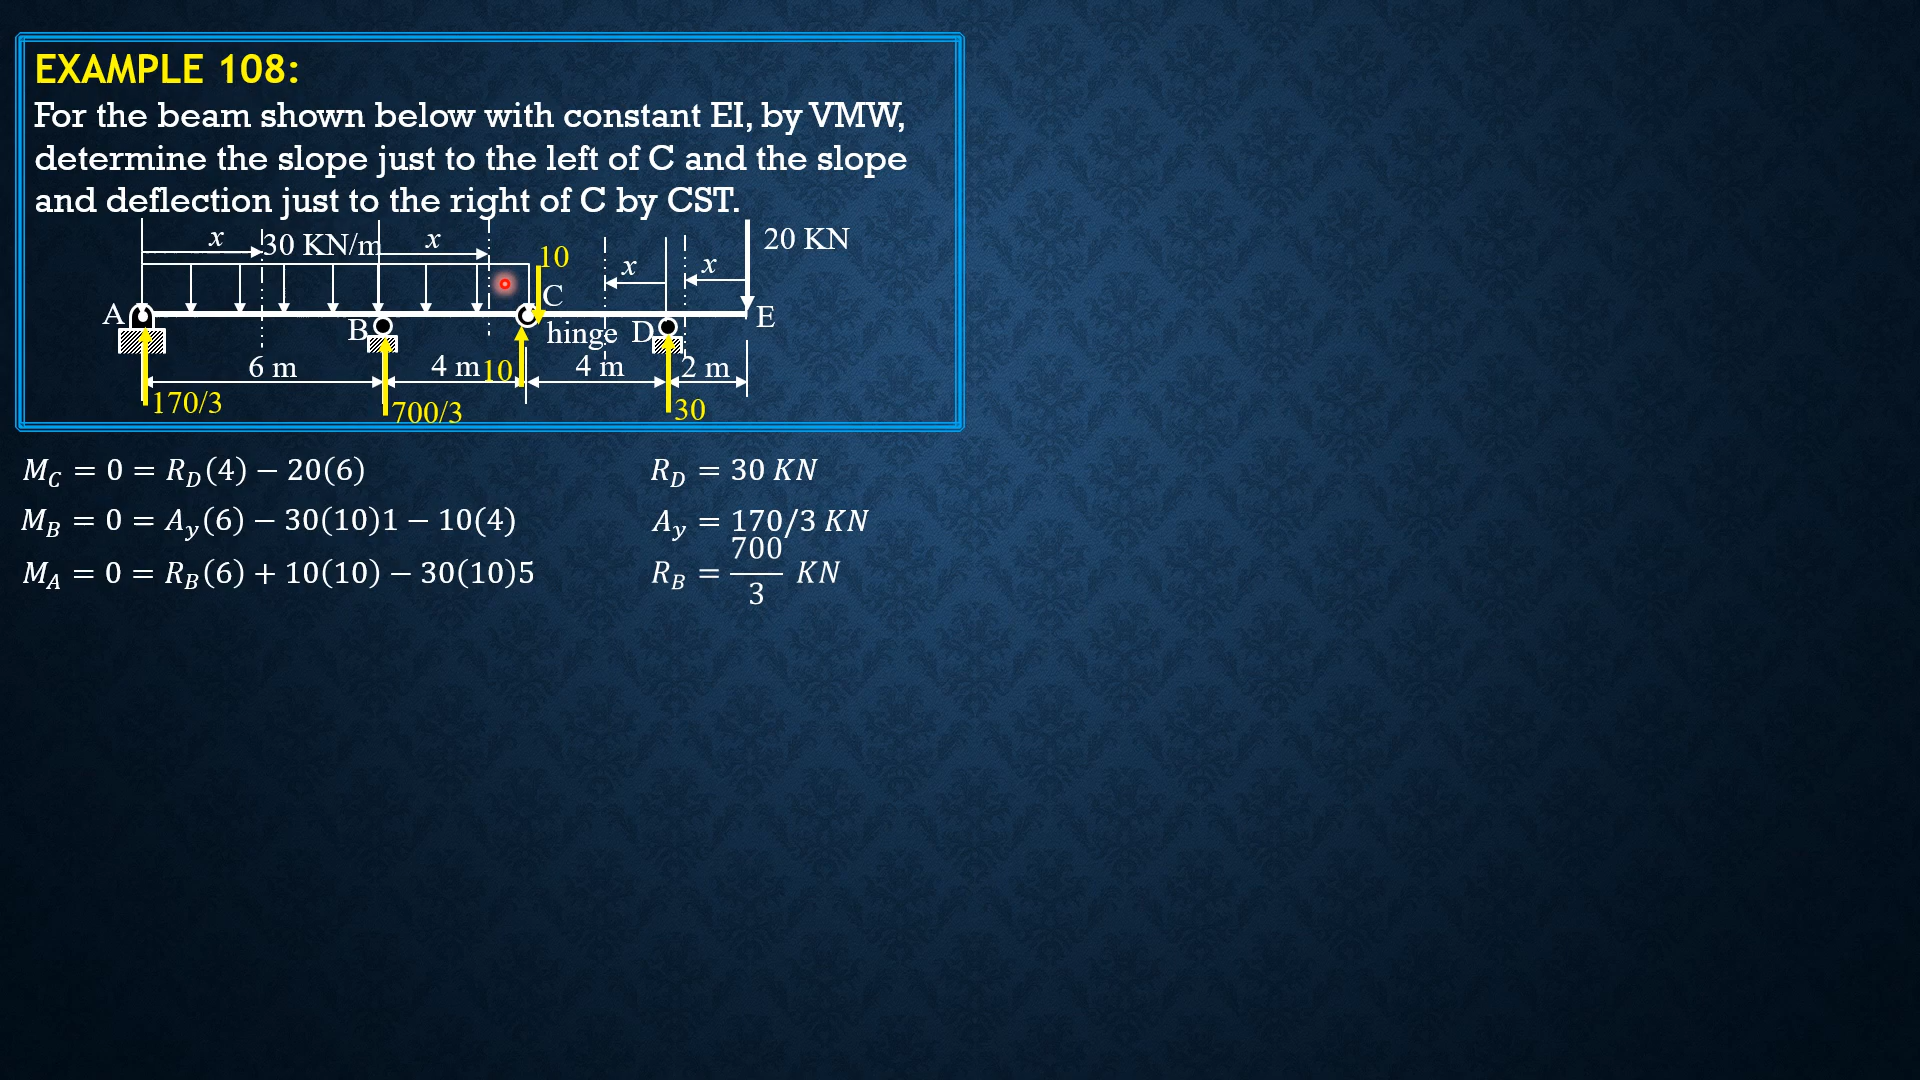 EXAMPLE 108:
For the beam shown below with constant EI, by VMW,
determine the slope just to the left of C and the slope
and deflection just to the right of C by CST.
x 30 KN/m x 10 x x 20 KN
A B C hinge D E
6 m 4 m 10 4 m 2 m
170/3 700/3 30
M_C = 0 = R_D(4) − 20(6) R_D = 30 KN
M_B = 0 = A_y(6) − 30(10)1 − 10(4) A_y = 170/3 KN
M_A = 0 = R_B(6) + 10(10) − 30(10)5 R_B = 700/3 KN